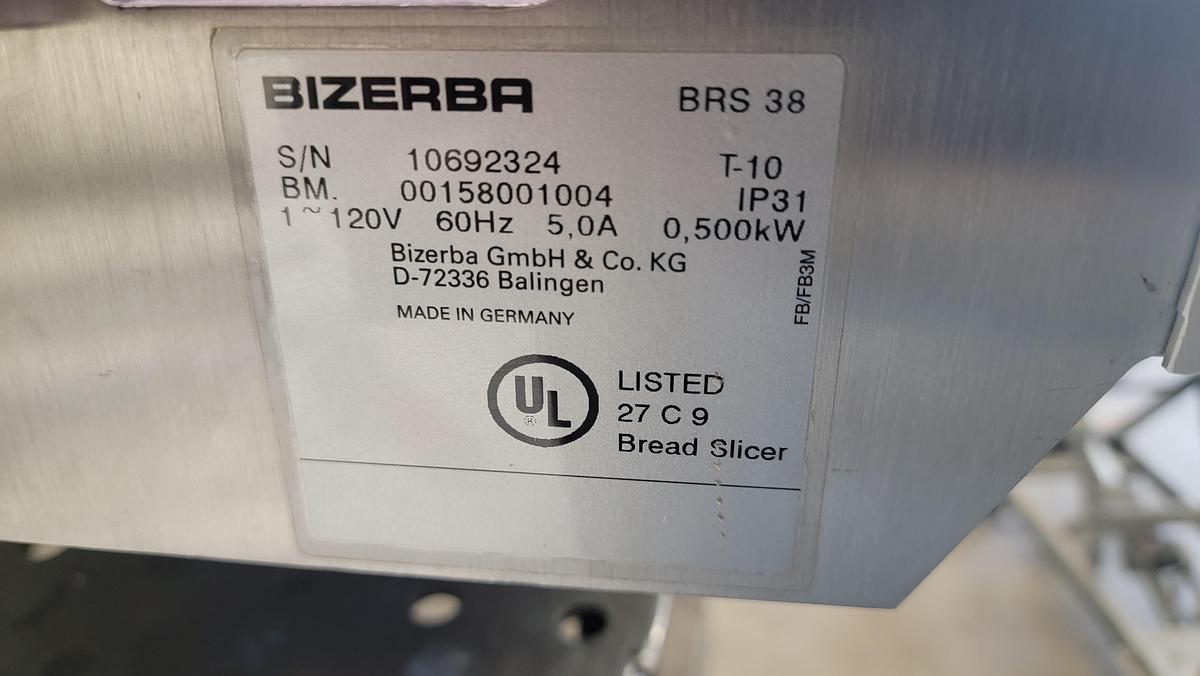 BIZERBA BRS 38
S/N 10692324 T-10
BM. 00158001004 IP31
1 ~ 120V 60Hz 5,0A 0,500kW
Bizerba GmbH & Co. KG
D-72336 Balingen
MADE IN GERMANY
FB/FB3M
UL ®
LISTED
27 C 9
Bread Slicer